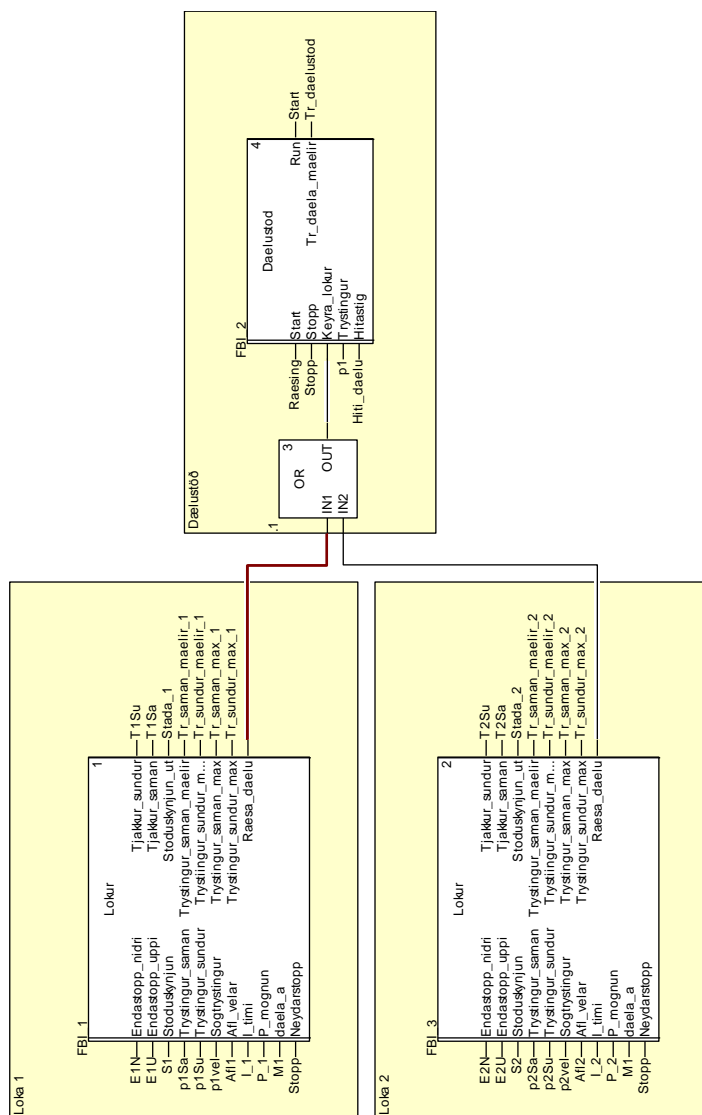 Loka 1
FBI_1
1
Lokur
E1N
Endastopp_nidri
E1U
Endastopp_uppi
S1
Stoduskynjun
p1Sa
Trystingur_saman
p1Su
Trystingur_sundur
p1vel
Sogtrystingur
Afl1
Afl_velar
I_1
I_timi
P_1
P_mognun
M1
daela_a
Stopp
Neydarstopp
Tjakkur_sundur
T1Su
Tjakkur_saman
T1Sa
Stoduskynjun_ut
Stada_1
Trystingur_saman_maelir
Tr_saman_maelir_1
Trystiingur_sundur_m...
Tr_sundur_maelir_1
Trystingur_saman_max
Tr_saman_max_1
Trystingur_sundur_max
Tr_sundur_max_1
Raesa_daelu
Loka 2
FBI_3
2
Lokur
E2N
Endastopp_nidri
E2U
Endastopp_uppi
S2
Stoduskynjun
p2Sa
Trystingur_saman
p2Su
Trystingur_sundur
p2vel
Sogtrystingur
Afl2
Afl_velar
I_2
I_timi
P_2
P_mognun
M1
daela_a
Stopp
Neydarstopp
Tjakkur_sundur
T2Su
Tjakkur_saman
T2Sa
Stoduskynjun_ut
Stada_2
Trystingur_saman_maelir
Tr_saman_maelir_2
Trystiingur_sundur_m...
Tr_sundur_maelir_2
Trystingur_saman_max
Tr_saman_max_2
Trystingur_sundur_max
Tr_sundur_max_2
Raesa_daelu
Dælustöð
.1
3
OR
IN1
OUT
IN2
FBI_2
4
Daelustod
Raesing
Start
Stopp
Stopp
Keyra_lokur
p1
Trystingur
Hiti_daelu
Hitastig
Run
Start
Tr_daela_maelir
Tr_daelustod